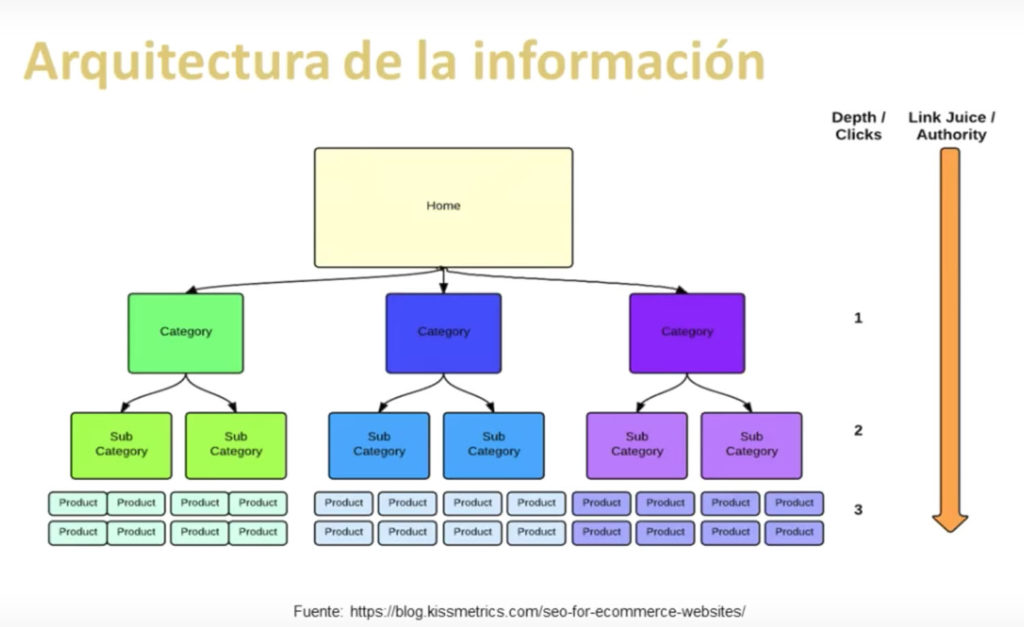 Arquitectura de la información
Depth / Clicks
Link Juice / Authority
Home
Category Category Category
1
Sub Category Sub Category Sub Category Sub Category Sub Category Sub Category
2
Product Product Product Product Product Product Product Product Product Product Product Product
3
Product Product Product Product Product Product Product Product Product Product Product Product
Fuente: https://blog.kissmetrics.com/seo-for-ecommerce-websites/